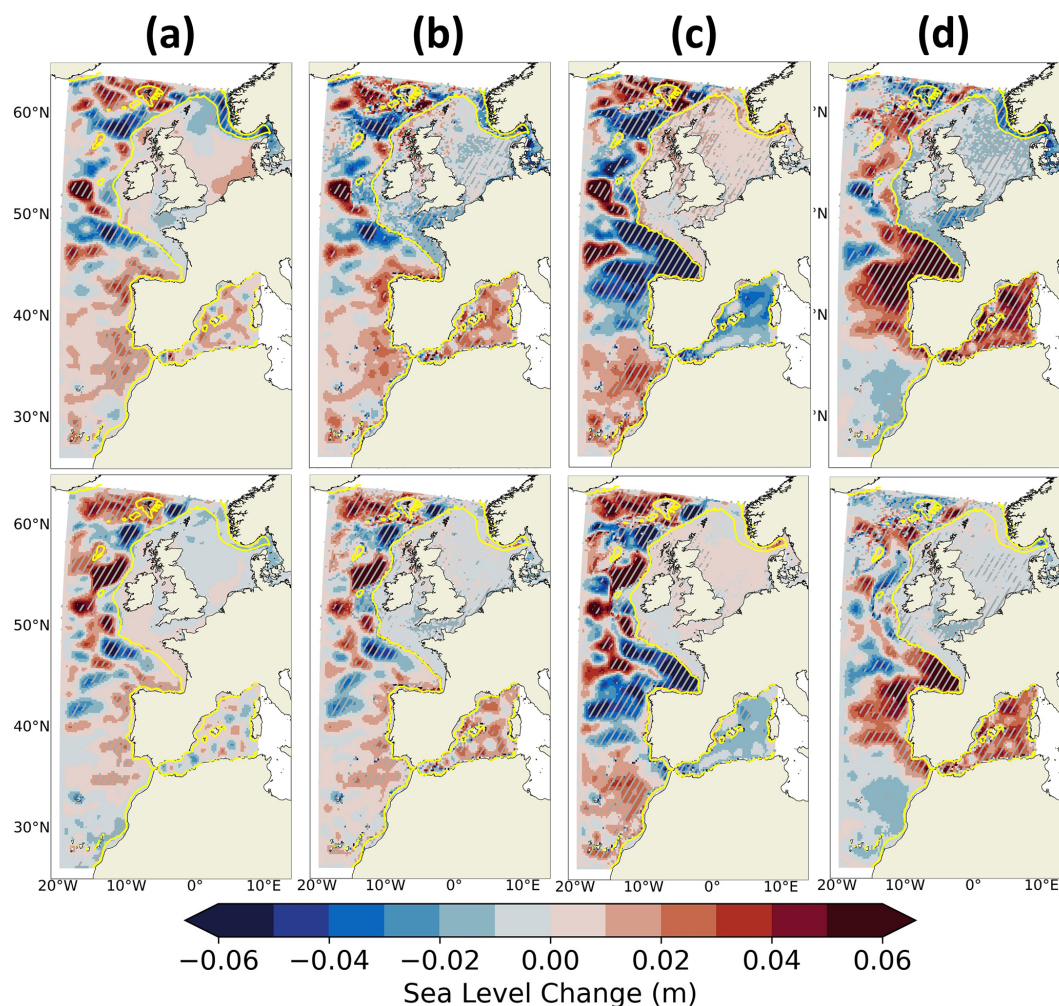 (a) (b) (c) (d)
60°N
50°N
40°N
30°N
’N
’N
’N
’N
60°N
50°N
40°N
30°N
20°W 10°W 0° 10°E 20°W 10°W 0° 10°E 20°W 10°W 0° 10°E 20°W 10°W 0° 10°E
−0.06 −0.04 −0.02 0.00 0.02 0.04 0.06
Sea Level Change (m)